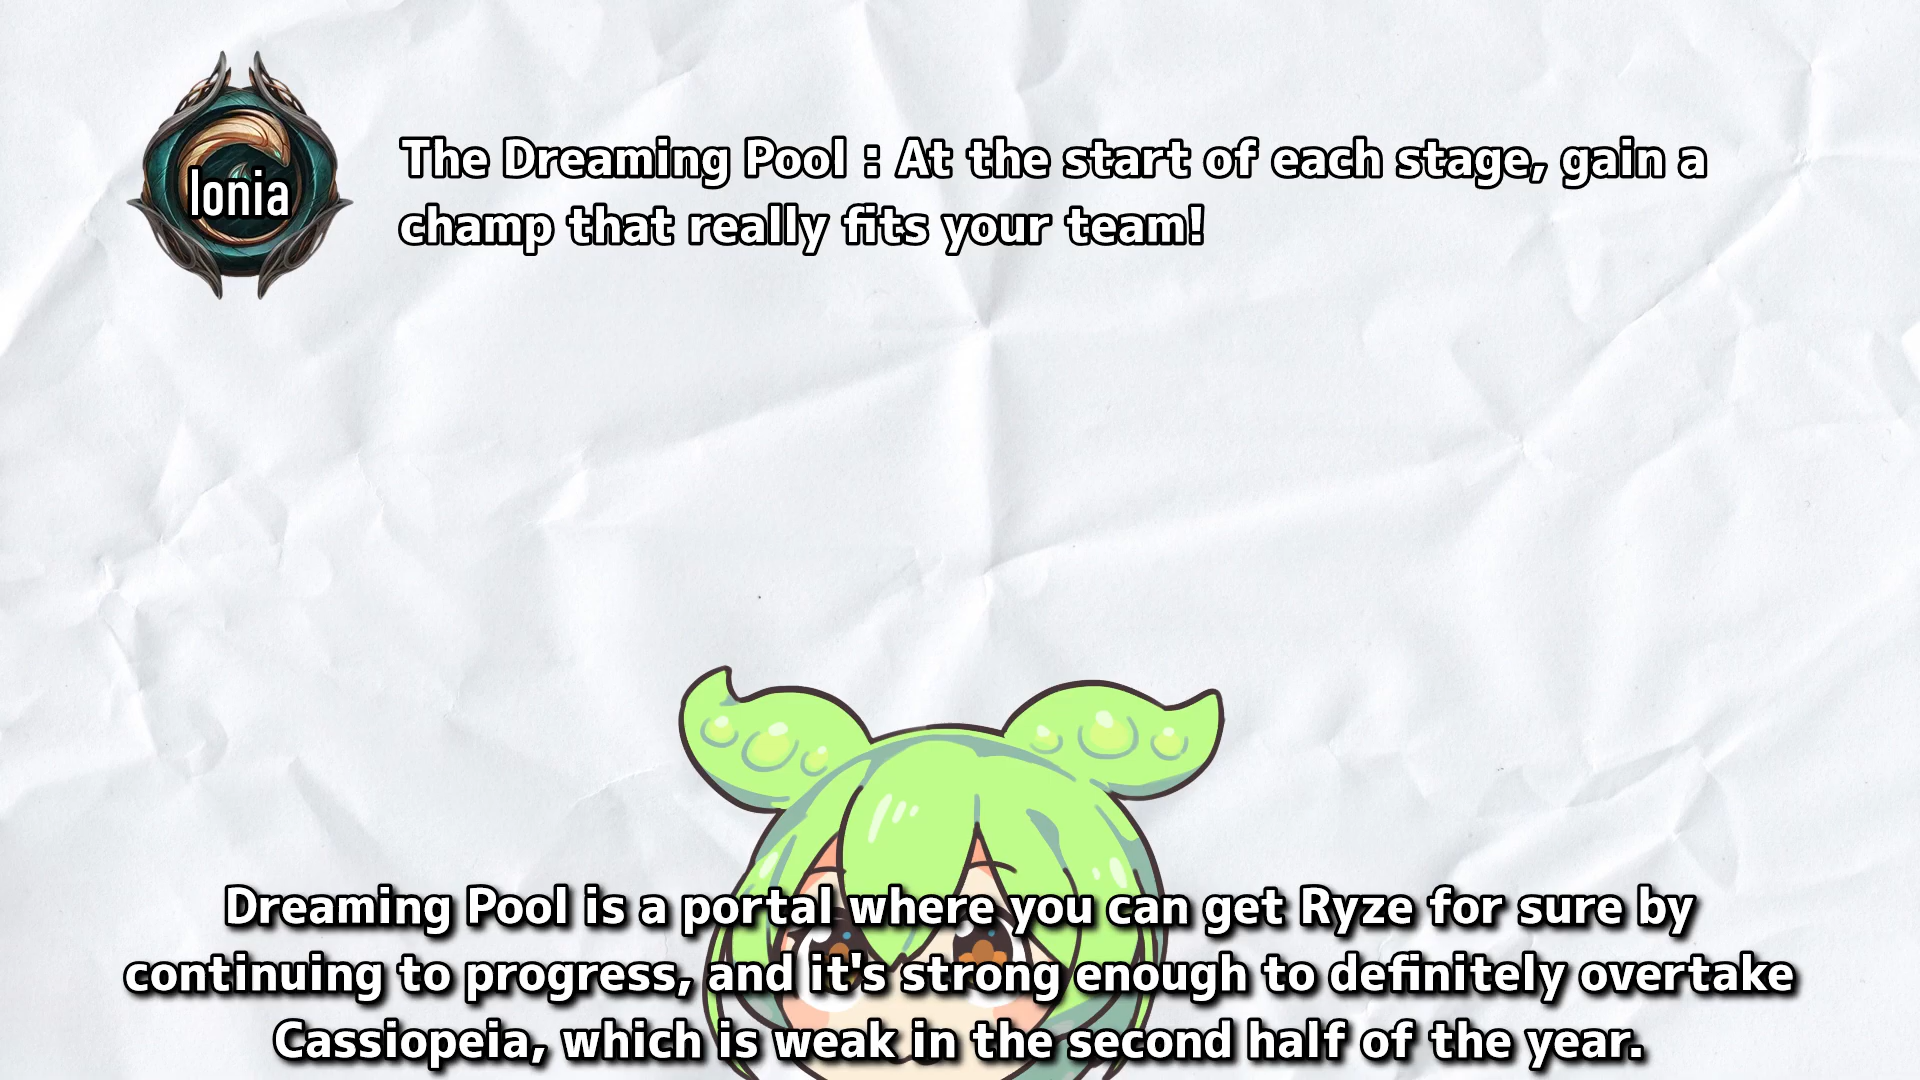 Ionia
The Dreaming Pool : At the start of each stage, gain a
champ that really fits your team!
Dreaming Pool is a portal where you can get Ryze for sure by
continuing to progress, and it's strong enough to definitely overtake
Cassiopeia, which is weak in the second half of the year.